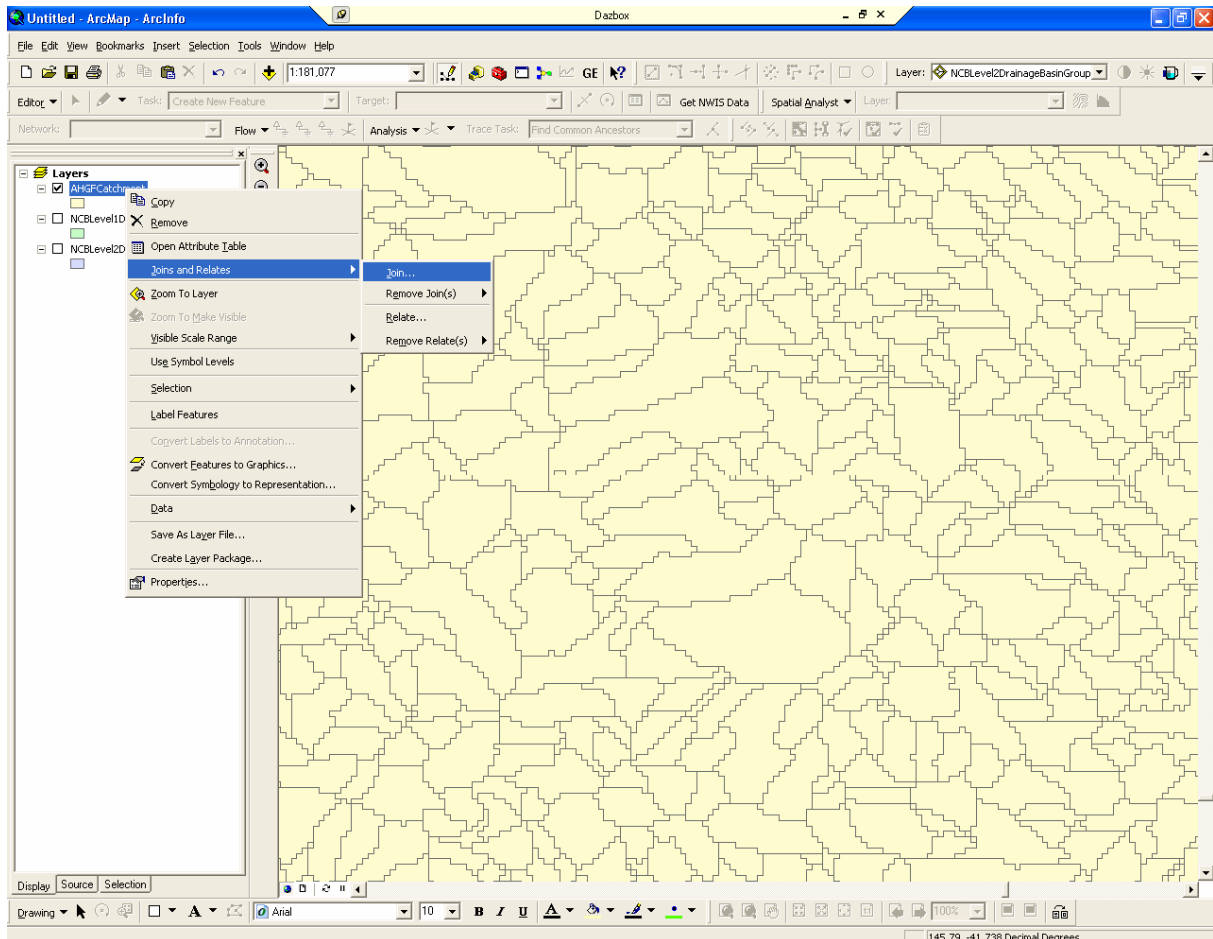 Untitled - ArcMap - ArcInfo
Dazbox
File Edit View Bookmarks Insert Selection Tools Window Help
1:181,077
GE
Layer: NCBLevel2DrainageBasinGroup
Editor Task: Create New Feature Target: Get NWIS Data Spatial Analyst Layer:
Network: Flow Analysis Trace Task: Find Common Ancestors
Layers
AHGFCatchment
NCBLevel1D
NCBLevel2D
Copy
Remove
Open Attribute Table
Joins and Relates
Zoom To Layer
Zoom To Make Visible
Visible Scale Range
Use Symbol Levels
Selection
Label Features
Convert Labels to Annotation...
Convert Features to Graphics...
Convert Symbology to Representation...
Data
Save As Layer File...
Create Layer Package...
Properties...
Join...
Remove Join(s)
Relate...
Remove Relate(s)
Display Source Selection
Drawing A Arial 10 B I U A 100%
145.79 -41.738 Decimal Degrees